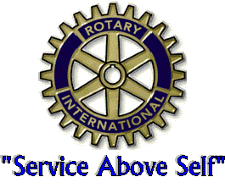 ROTARY
INTERNATIONAL
"Service Above Self"